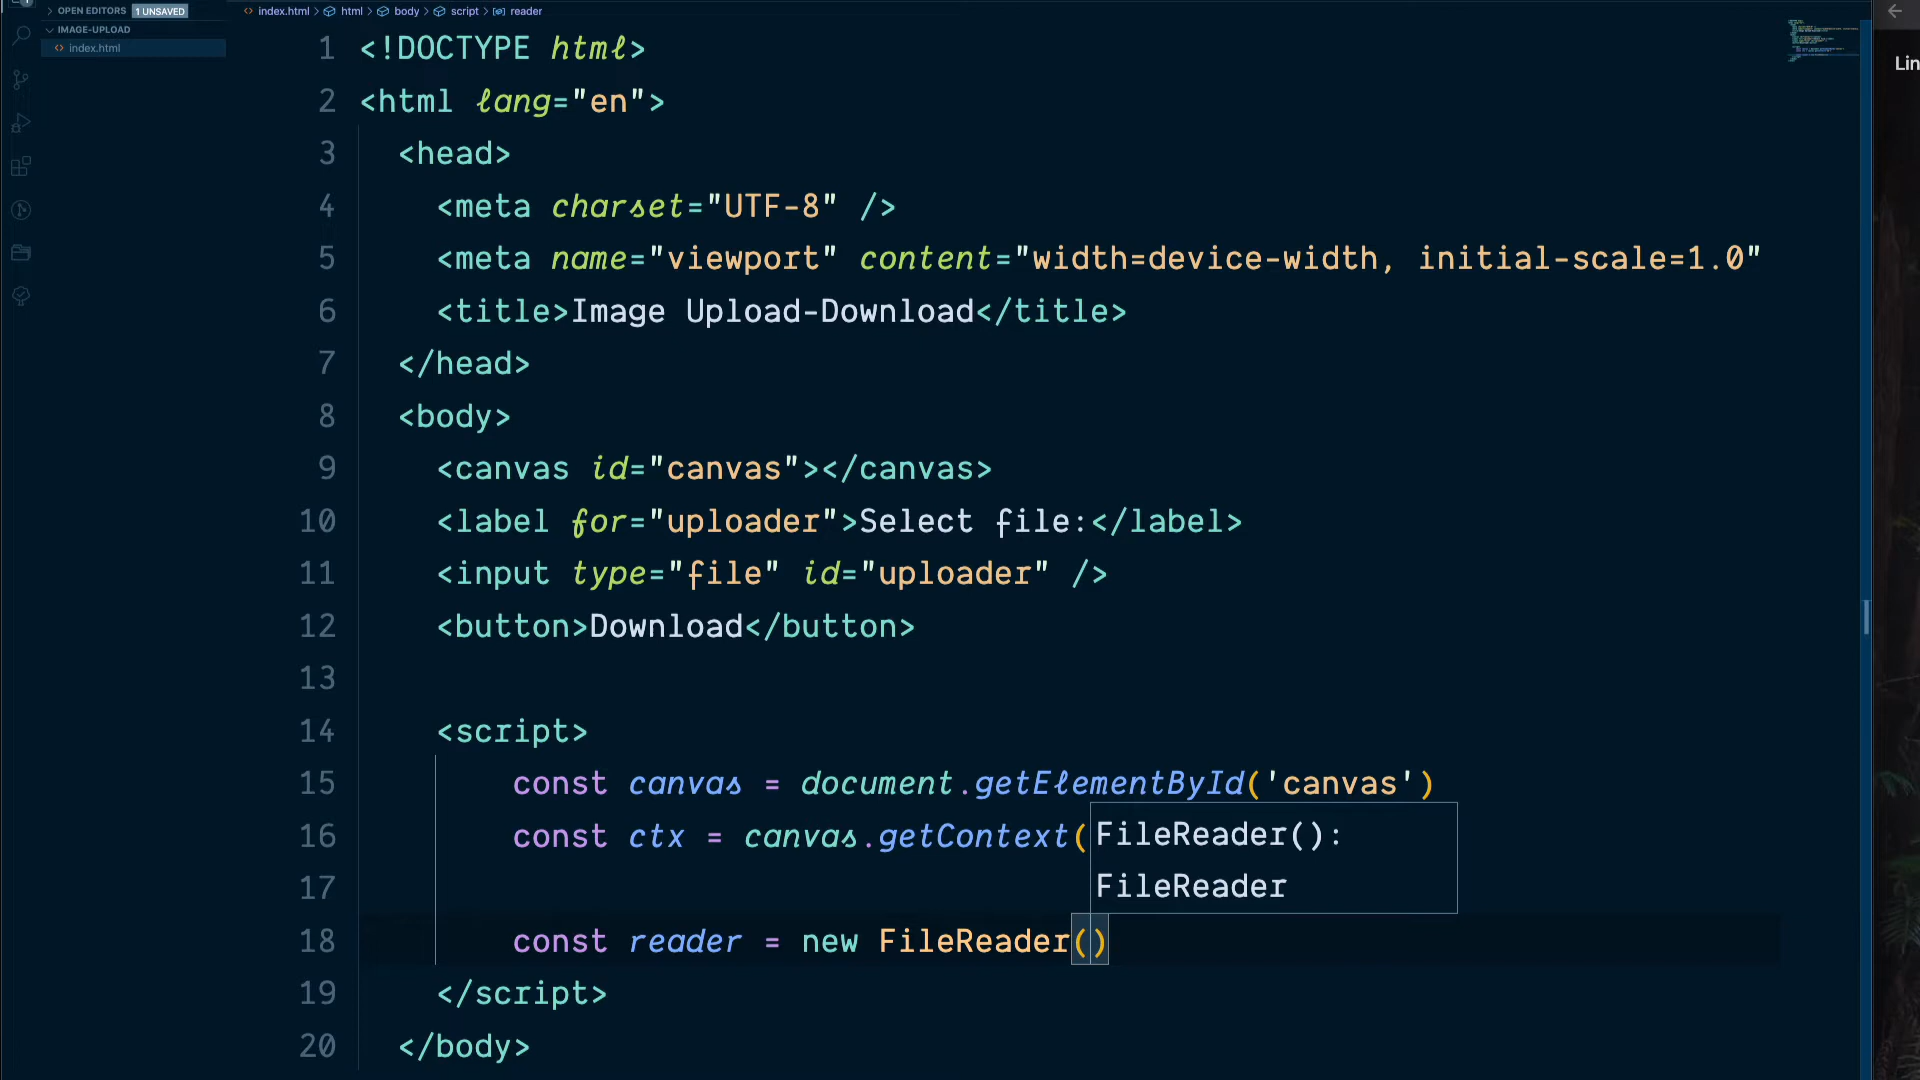 OPEN EDITORS 1 UNSAVED
IMAGE-UPLOAD
index.html
index.html > html > body > script > reader
1 <!DOCTYPE html>
2 <html lang="en">
3 <head>
4 <meta charset="UTF-8" />
5 <meta name="viewport" content="width=device-width, initial-scale=1.0"
6 <title>Image Upload-Download</title>
7 </head>
8 <body>
9 <canvas id="canvas"></canvas>
10 <label for="uploader">Select file:</label>
11 <input type="file" id="uploader" />
12 <button>Download</button>
13
14 <script>
15 const canvas = document.getElementById('canvas')
16 const ctx = canvas.getContext(
FileReader():
FileReader
17
18 const reader = new FileReader()
19 </script>
20 </body>
Lin